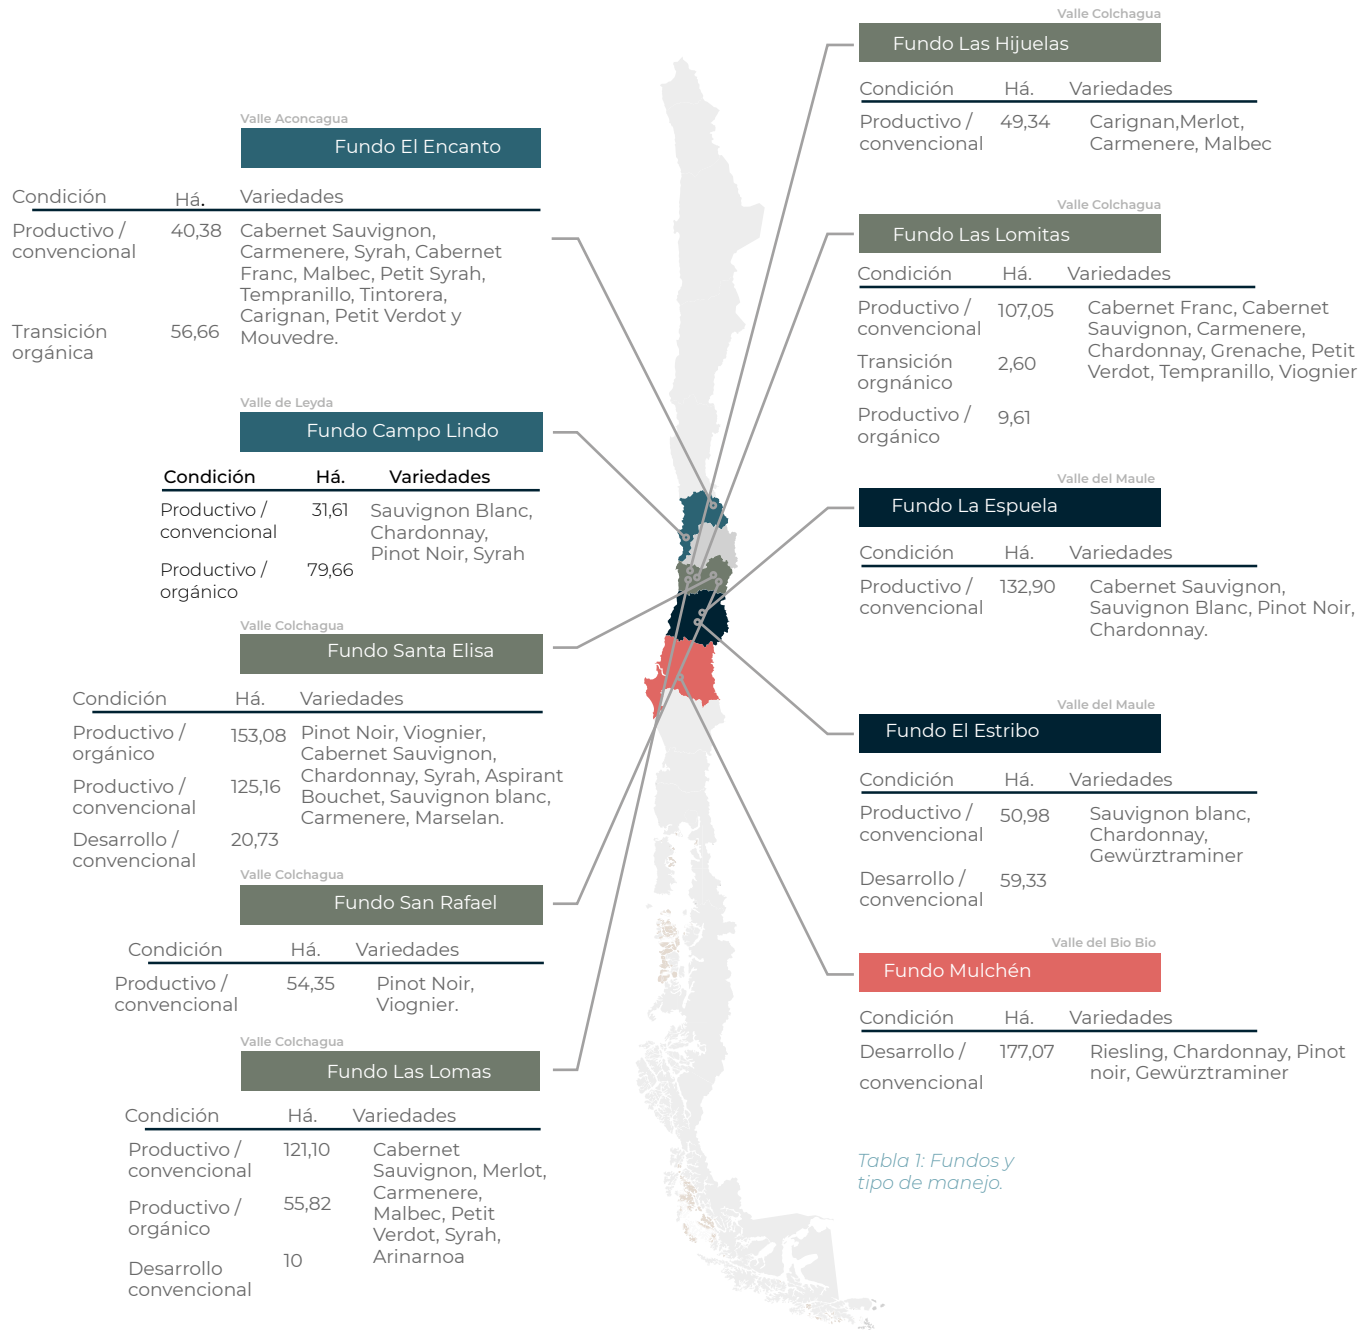 Valle Aconcagua
Fundo El Encanto
Condición Há. Variedades
Productivo / 40,38 Cabernet Sauvignon,
convencional Carmenere, Syrah, Cabernet
Franc, Malbec, Petit Syrah,
Tempranillo, Tintorera,
Transición 56,66 Carignan, Petit Verdot y
orgánica Mouvedre.
Valle de Leyda
Fundo Campo Lindo
Condición Há. Variedades
Productivo / 31,61 Sauvignon Blanc,
convencional Chardonnay,
Pinot Noir, Syrah
Productivo / 79,66
orgánico
Valle Colchagua
Fundo Santa Elisa
Condición Há. Variedades
Productivo / 153,08 Pinot Noir, Viognier,
orgánico Cabernet Sauvignon,
Chardonnay, Syrah, Aspirant
Productivo / 125,16 Bouchet, Sauvignon blanc,
convencional Carmenere, Marselan.
Desarrollo / 20,73
convencional
Valle Colchagua
Fundo San Rafael
Condición Há. Variedades
Productivo / 54,35 Pinot Noir,
convencional Viognier.
Valle Colchagua
Fundo Las Lomas
Condición Há. Variedades
Productivo / 121,10 Cabernet
convencional Sauvignon, Merlot,
Carmenere,
Productivo / 55,82 Malbec, Petit
orgánico Verdot, Syrah,
Arinarnoa
Desarrollo 10
convencional
Valle Colchagua
Fundo Las Hijuelas
Condición Há. Variedades
Productivo / 49,34 Carignan,Merlot,
convencional Carmenere, Malbec
Valle Colchagua
Fundo Las Lomitas
Condición Há. Variedades
Productivo / 107,05 Cabernet Franc, Cabernet
convencional Sauvignon, Carmenere,
Transición 2,60 Chardonnay, Grenache, Petit
orgnánico Verdot, Tempranillo, Viognier
Productivo / 9,61
orgánico
Valle del Maule
Fundo La Espuela
Condición Há. Variedades
Productivo / 132,90 Cabernet Sauvignon,
convencional Sauvignon Blanc, Pinot Noir,
Chardonnay.
Valle del Maule
Fundo El Estribo
Condición Há. Variedades
Productivo / 50,98 Sauvignon blanc,
convencional Chardonnay,
Gewürztraminer
Desarrollo / 59,33
convencional
Valle del Bio Bio
Fundo Mulchén
Condición Há. Variedades
Desarrollo / 177,07 Riesling, Chardonnay, Pinot
convencional noir, Gewürztraminer
Tabla 1: Fundos y
tipo de manejo.